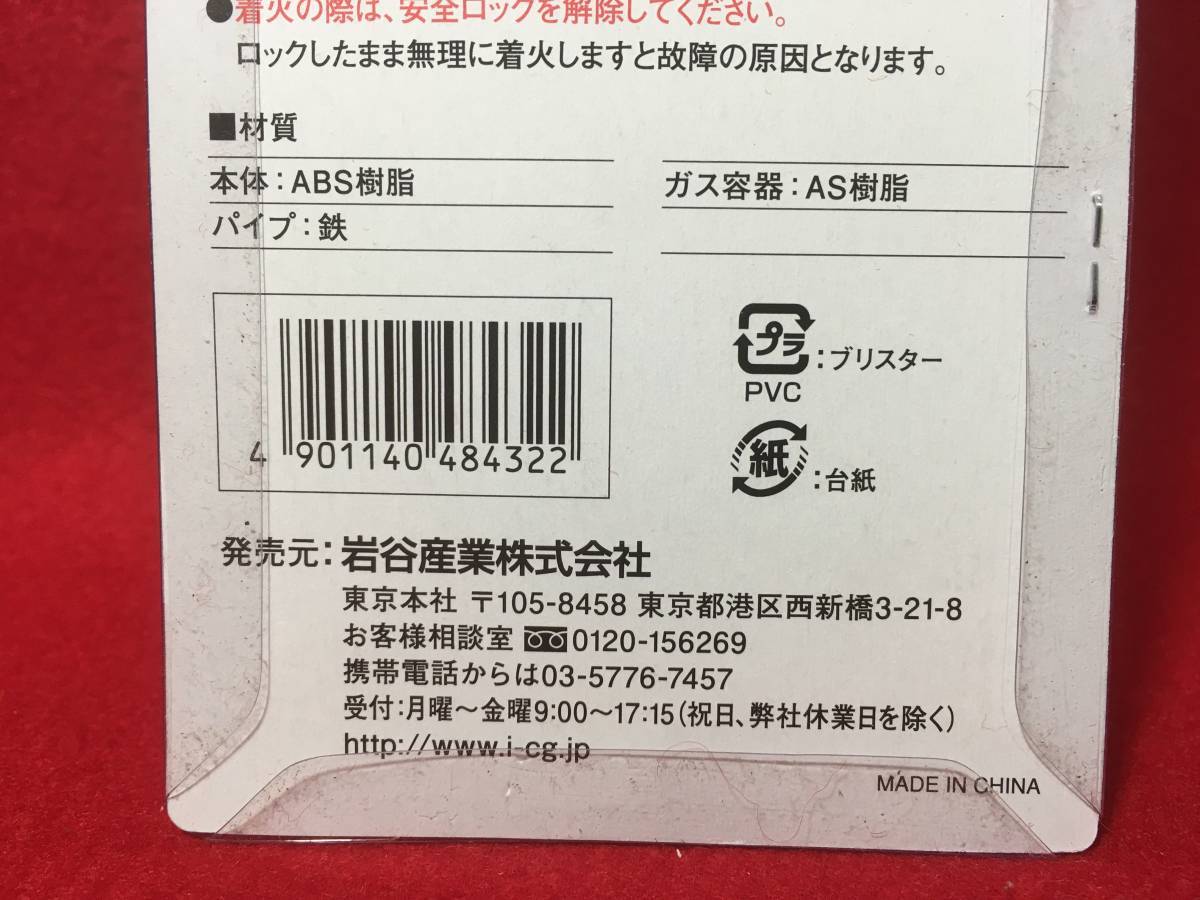 ●着火の際は、安全ロックを解除してください。
ロックしたまま無理に着火しますと故障の原因となります。
■材質
本体：ABS樹脂
ガス容器：AS樹脂
パイプ：鉄
4 901140 484322
プラ：ブリスター
PVC
紙：台紙
発売元：岩谷産業株式会社
東京本社 〒105-8458 東京都港区西新橋3-21-8
お客様相談室 0120-156269
携帯電話からは03-5776-7457
受付：月曜～金曜9:00～17:15（祝日、弊社休業日を除く）
http://www.i-cg.jp
MADE IN CHINA